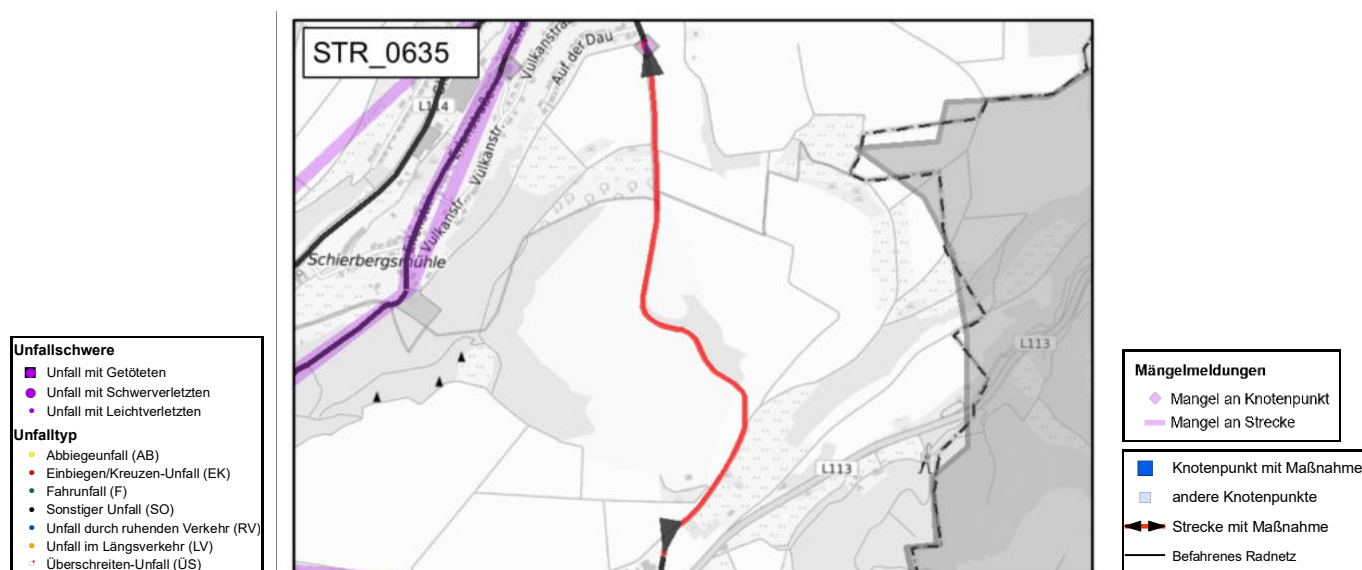 STR_0635
Auf der Dau
L114
Vulkanstr.
Vulkanstr.
Schierbergsmühle
L113
L113
Unfallschwere
Unfall mit Getöteten
Unfall mit Schwerverletzten
Unfall mit Leichtverletzten
Unfalltyp
Abbiegeunfall (AB)
Einbiegen/Kreuzen-Unfall (EK)
Fahrunfall (F)
Sonstiger Unfall (SO)
Unfall durch ruhenden Verkehr (RV)
Unfall im Längsverkehr (LV)
Überschreiten-Unfall (ÜS)
Mängelmeldungen
Mangel an Knotenpunkt
Mangel an Strecke
Knotenpunkt mit Maßnahme
andere Knotenpunkte
Strecke mit Maßnahme
Befahrenes Radnetz